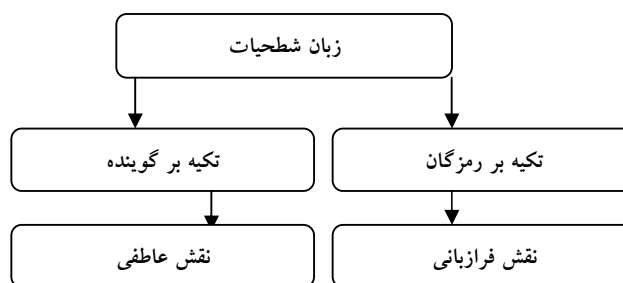 زبان شطحیات
تکیه بر رمزگان
تکیه بر گوینده
نقش فرازبانی
نقش عاطفی